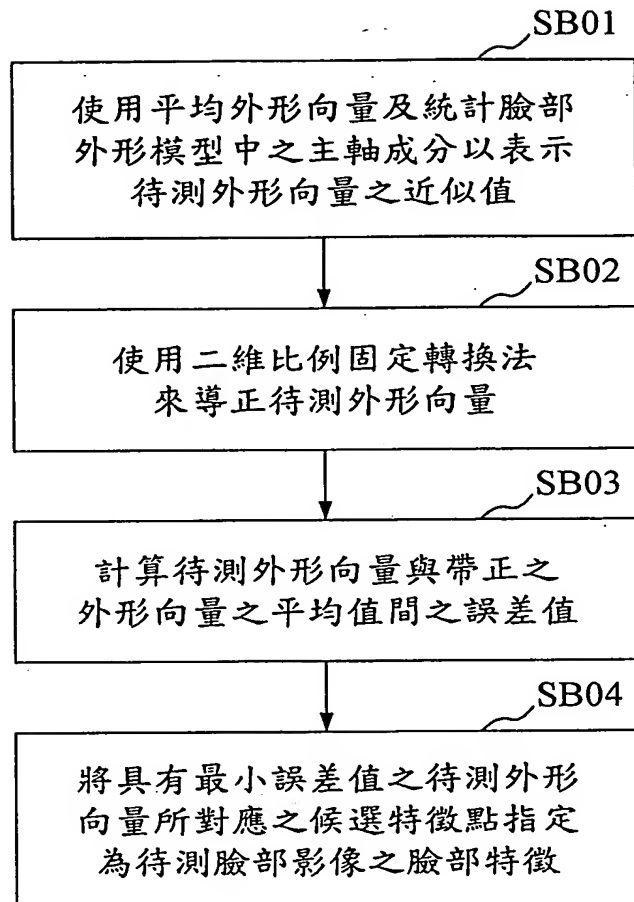 SB01
使用平均外形向量及統計臉部
外形模型中之主軸成分以表示
待測外形向量之近似值
SB02
使用二維比例固定轉換法
來導正待測外形向量
SB03
計算待測外形向量與帶正之
外形向量之平均值間之誤差值
SB04
將具有最小誤差值之待測外形
向量所對應之候選特徵點指定
為待測臉部影像之臉部特徵